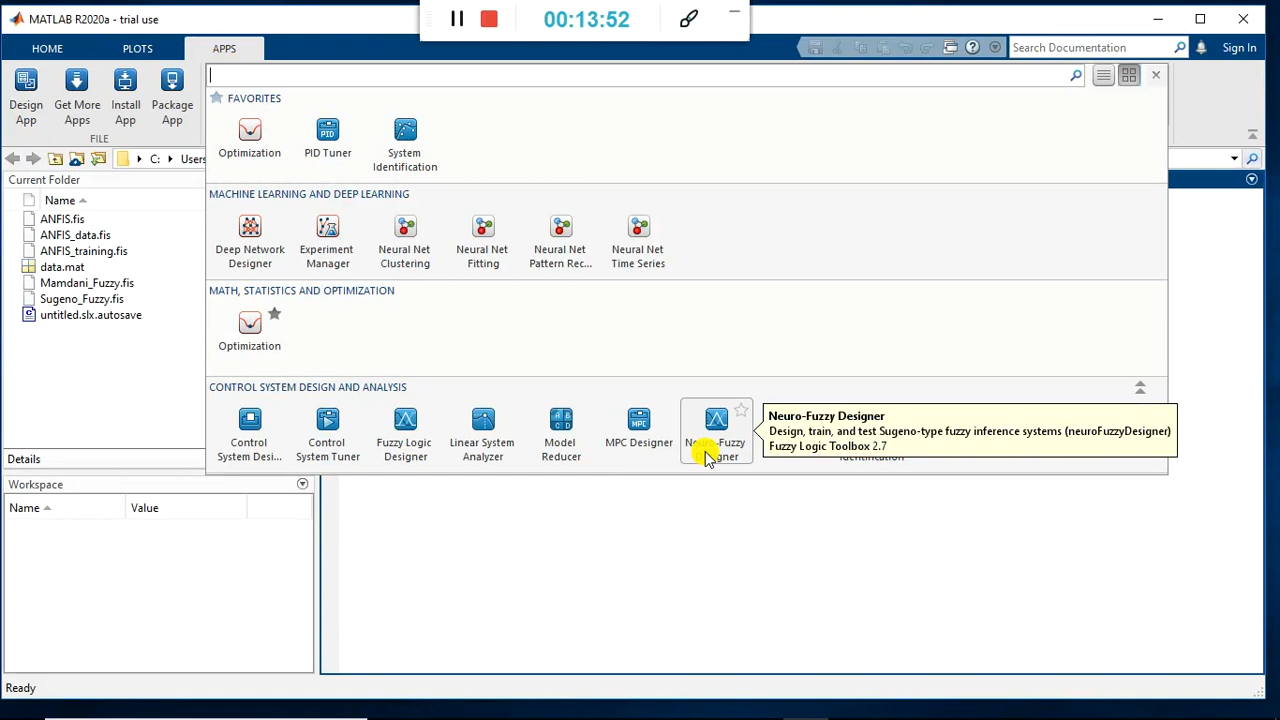 MATLAB R2020a - trial use
00:13:52
HOME
PLOTS
APPS
Search Documentation
Sign In
Design App
Get More Apps
Install App
Package App
FILE
C:
Users
Current Folder
Name
ANFIS.fis
ANFIS_data.fis
ANFIS_training.fis
data.mat
Mamdani_Fuzzy.fis
Sugeno_Fuzzy.fis
untitled.slx.autosave
Details
Workspace
Name
Value
FAVORITES
Optimization
PID Tuner
PID
System
Identification
MACHINE LEARNING AND DEEP LEARNING
Deep Network
Designer
Experiment
Manager
Neural Net
Clustering
Neural Net
Fitting
Neural Net
Pattern Rec...
Neural Net
Time Series
MATH, STATISTICS AND OPTIMIZATION
Optimization
CONTROL SYSTEM DESIGN AND ANALYSIS
Control
System Desi...
Control
System Tuner
Fuzzy Logic
Designer
Linear System
Analyzer
Model
Reducer
MPC
MPC Designer
Neuro-Fuzzy
Neuro-Fuzzy Designer
Design, train, and test Sugeno-type fuzzy inference systems (neuroFuzzyDesigner)
Fuzzy Logic Toolbox 2.7
Ready